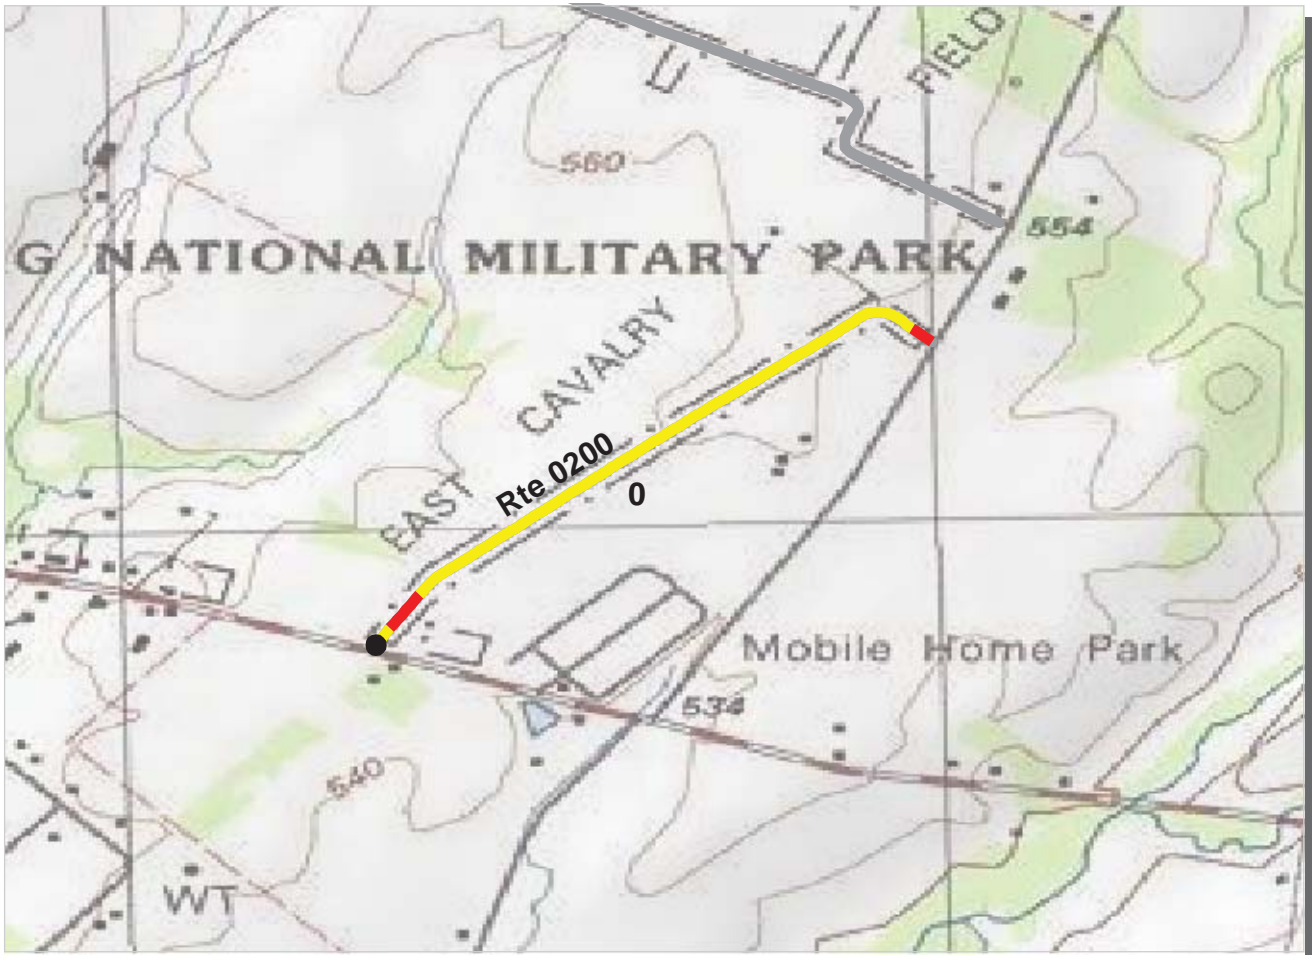 FIELD
560
554
G NATIONAL MILITARY PARK
CAVALRY
Rte 0200
0
EAST
Mobile Home Park
534
540
WT